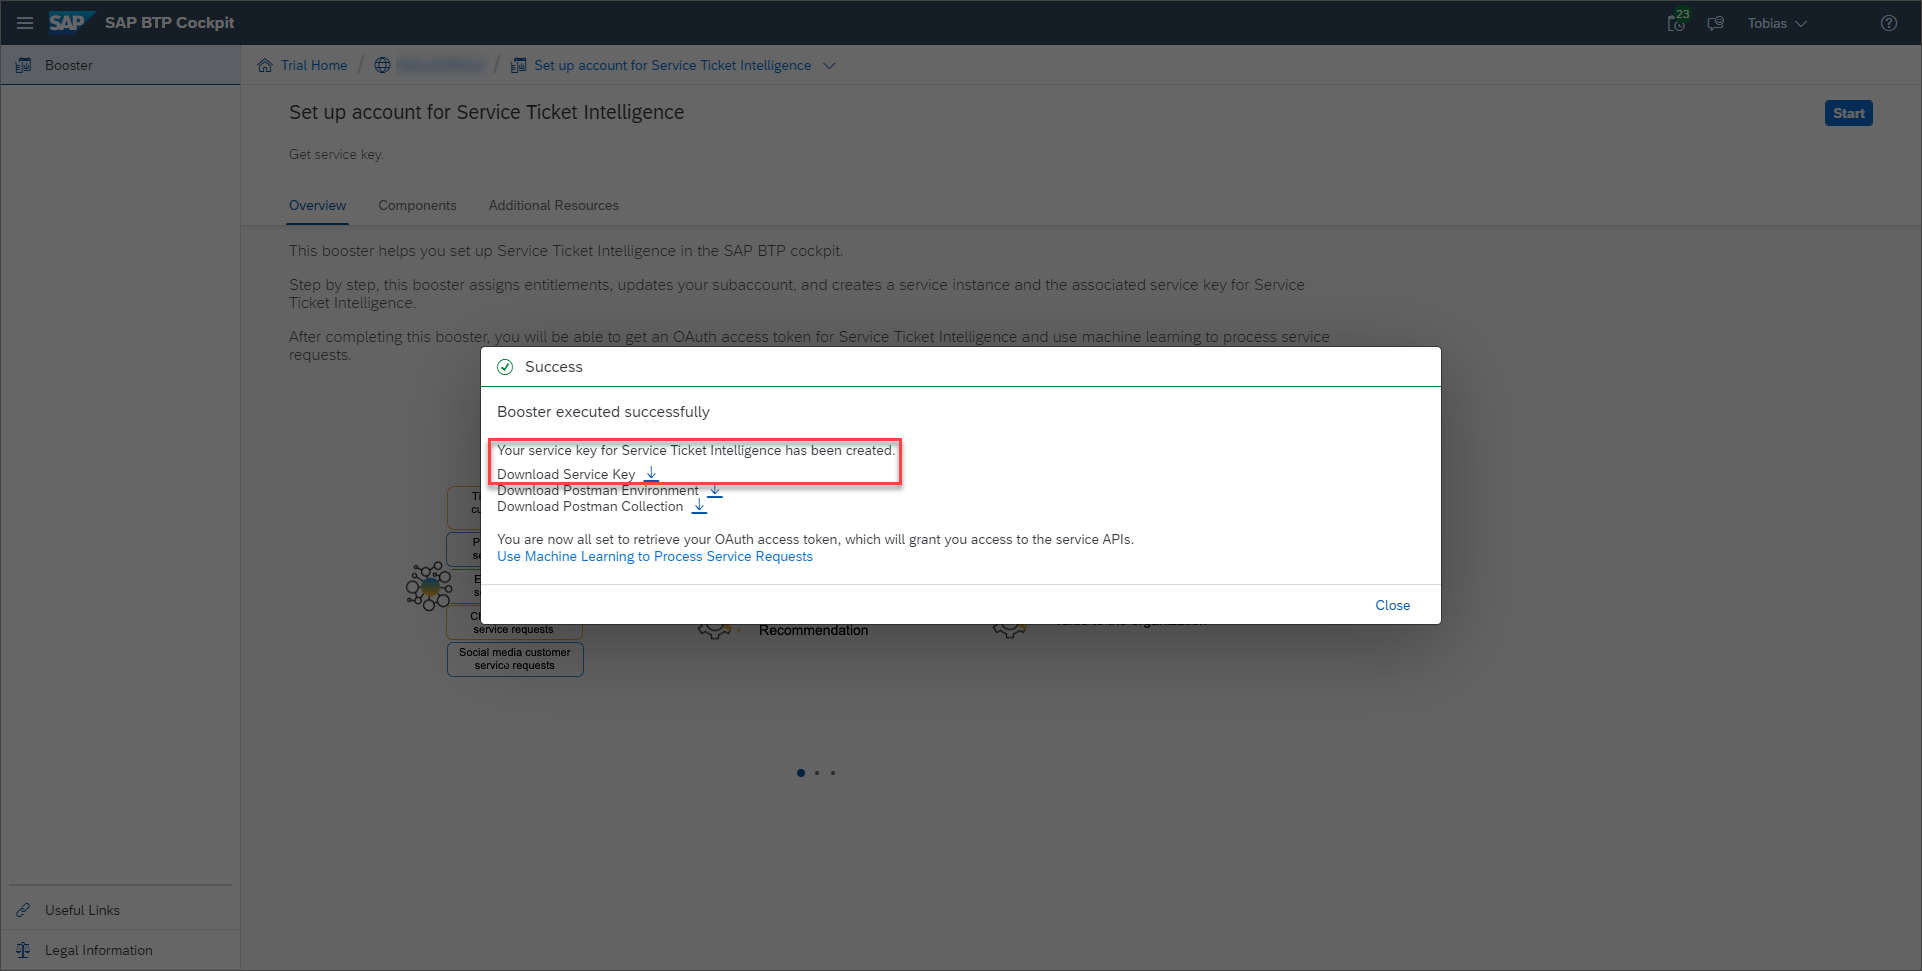 SAP SAP BTP Cockpit
23
Tobias
Booster
Trial Home / / Set up account for Service Ticket Intelligence
Set up account for Service Ticket Intelligence
Start
Get service key.
Overview Components Additional Resources
This booster helps you set up Service Ticket Intelligence in the SAP BTP cockpit.
Step by step, this booster assigns entitlements, updates your subaccount, and creates a service instance and the associated service key for Service
Ticket Intelligence.
After completing this booster, you will be able to get an OAuth access token for Service Ticket Intelligence and use machine learning to process service
requests.
Success
Booster executed successfully
Your service key for Service Ticket Intelligence has been created.
Download Service Key
Download Postman Environment
Download Postman Collection
You are now all set to retrieve your OAuth access token, which will grant you access to the service APIs.
Use Machine Learning to Process Service Requests
Close
service requests
Recommendation
Social media customer
service requests
Useful Links
Legal Information